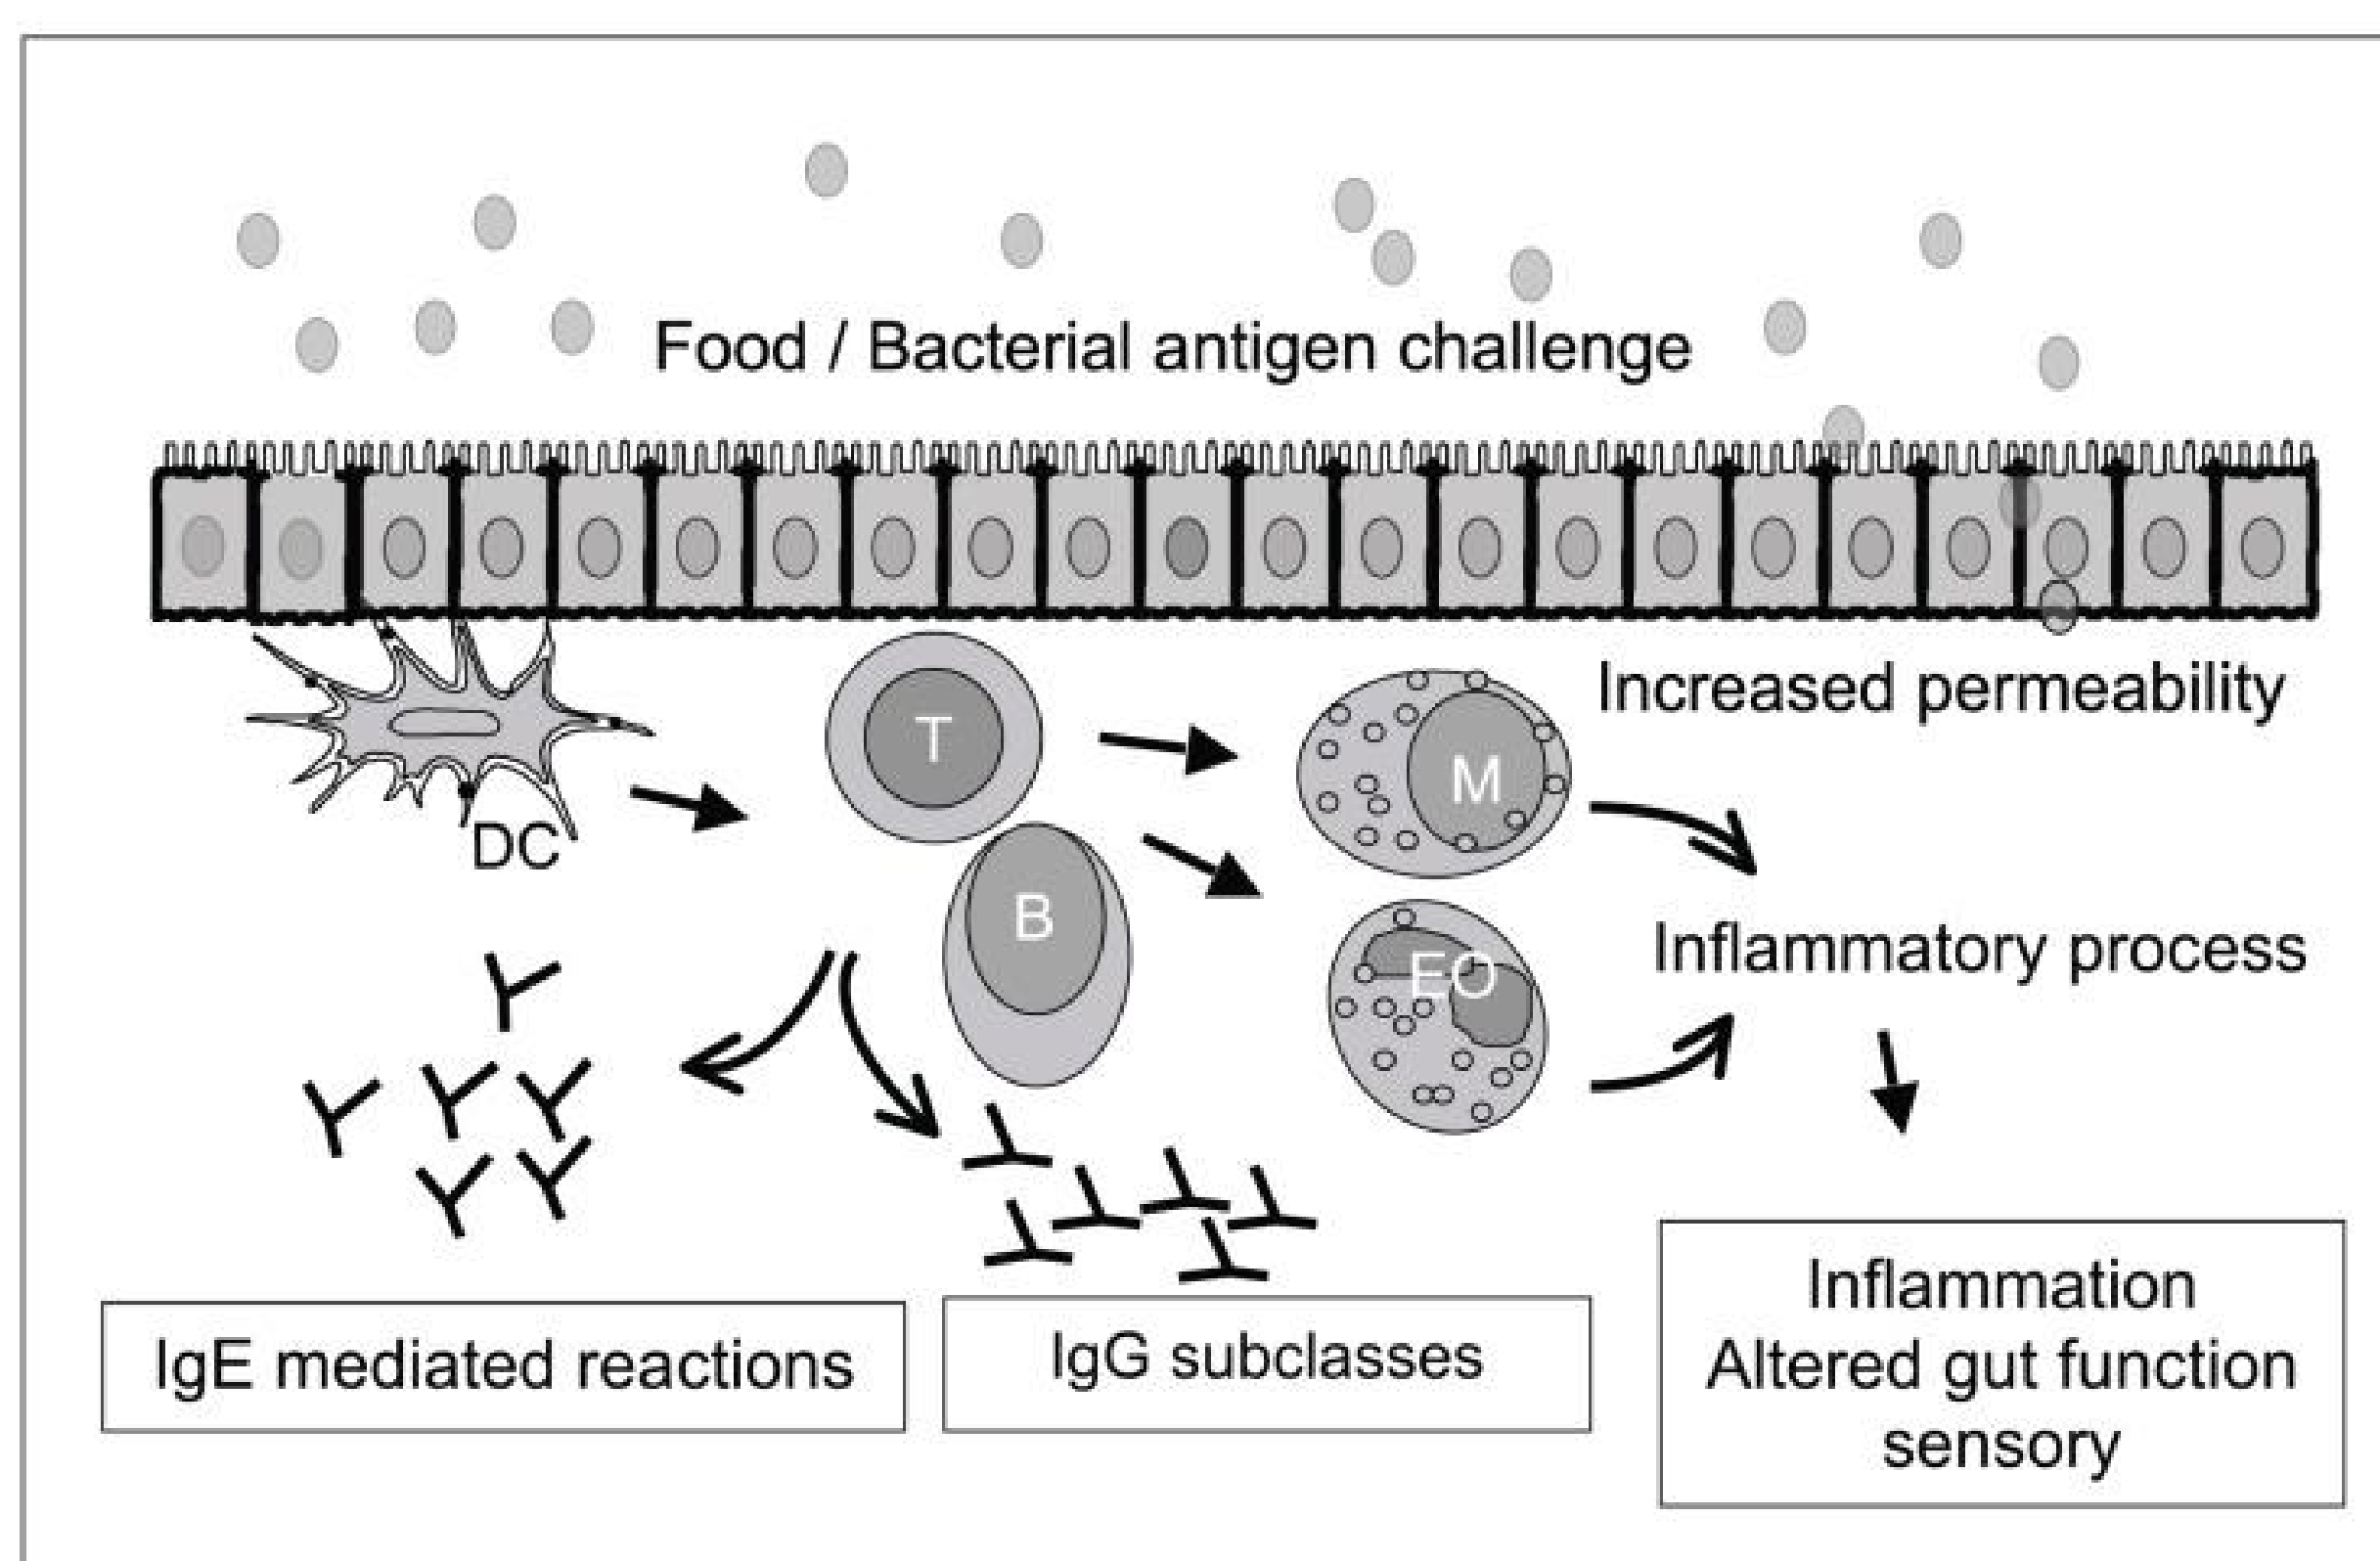 Food / Bacterial antigen challenge
Increased permeability
T
M
DC
B
EO
Inflammatory process
IgE mediated reactions
IgG subclasses
Inflammation
Altered gut function
sensory